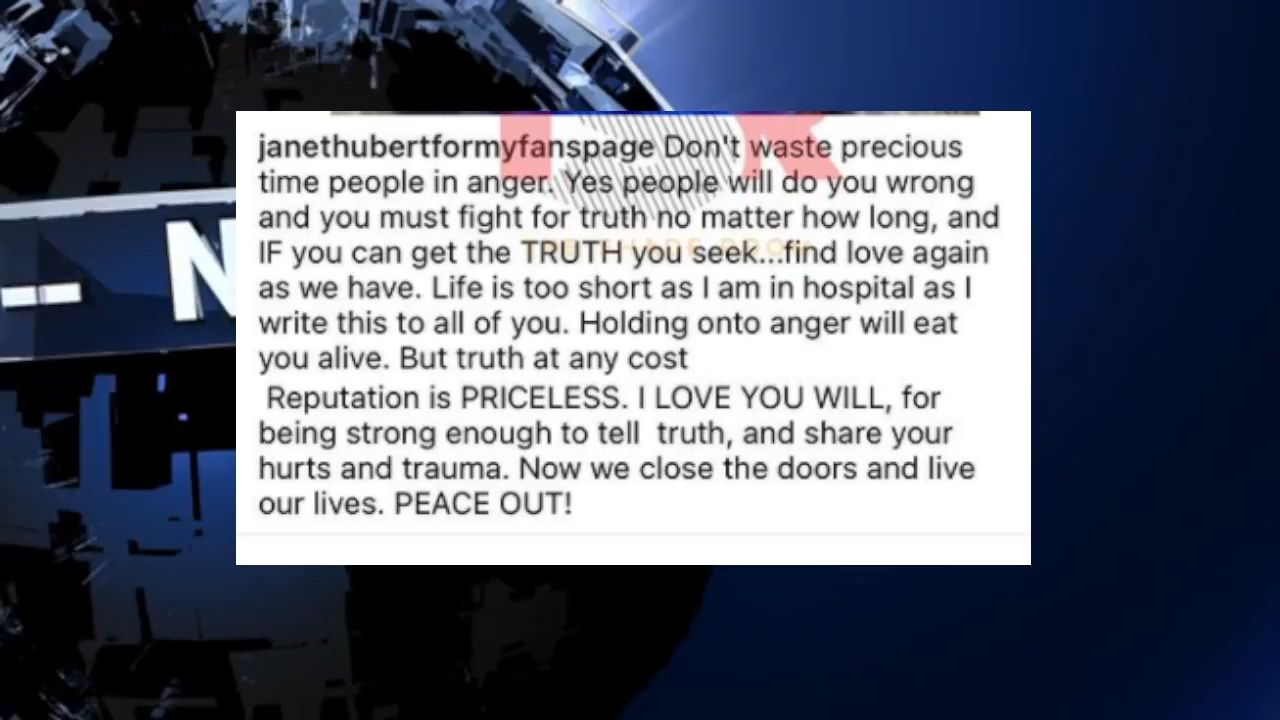 janethubertformyfanspage Don't waste precious
time people in anger. Yes people will do you wrong
and you must fight for truth no matter how long, and
IF you can get the TRUTH you seek...find love again
as we have. Life is too short as I am in hospital as I
write this to all of you. Holding onto anger will eat
you alive. But truth at any cost
Reputation is PRICELESS. I LOVE YOU WILL, for
being strong enough to tell  truth, and share your
hurts and trauma. Now we close the doors and live
our lives. PEACE OUT!
THE SHADE ROOM
N